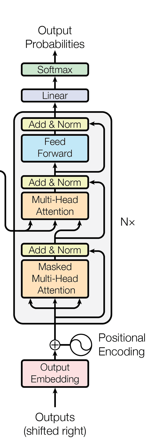 Output
Probabilities
Softmax
Linear
Add & Norm
Feed
Forward
Add & Norm
Multi-Head
Attention
N×
Add & Norm
Masked
Multi-Head
Attention
Positional
Encoding
Output
Embedding
Outputs
(shifted right)